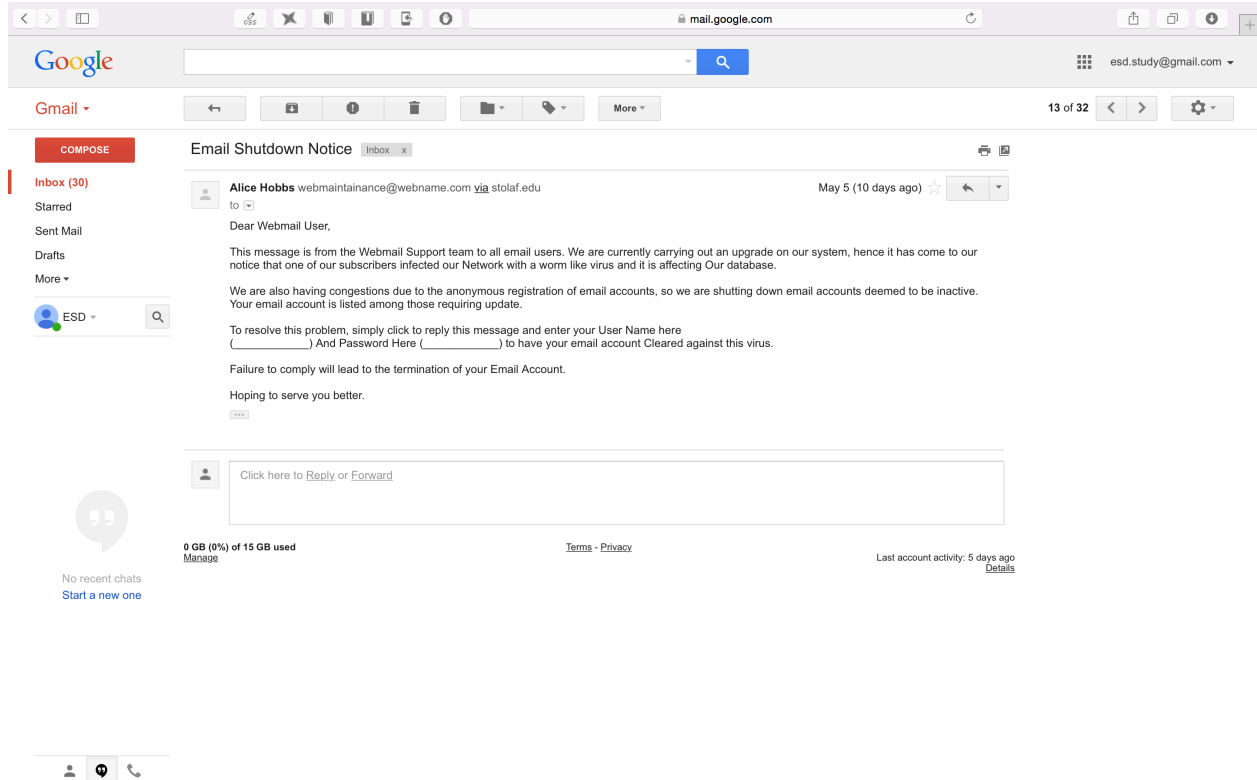 css
mail.google.com
Google
esd.study@gmail.com
Gmail
More
13 of 32
COMPOSE
Email Shutdown Notice Inbox x
Inbox (30)
Starred
Sent Mail
Drafts
More
ESD
Alice Hobbs webmaintainance@webname.com via stolaf.edu
May 5 (10 days ago)
to
Dear Webmail User,
This message is from the Webmail Support team to all email users. We are currently carrying out an upgrade on our system, hence it has come to our
notice that one of our subscribers infected our Network with a worm like virus and it is affecting Our database.
We are also having congestions due to the anonymous registration of email accounts, so we are shutting down email accounts deemed to be inactive.
Your email account is listed among those requiring update.
To resolve this problem, simply click to reply this message and enter your User Name here
(_____________) And Password Here (_____________) to have your email account Cleared against this virus.
Failure to comply will lead to the termination of your Email Account.
Hoping to serve you better.
Click here to Reply or Forward
0 GB (0%) of 15 GB used
Manage
Terms - Privacy
Last account activity: 5 days ago
Details
No recent chats
Start a new one